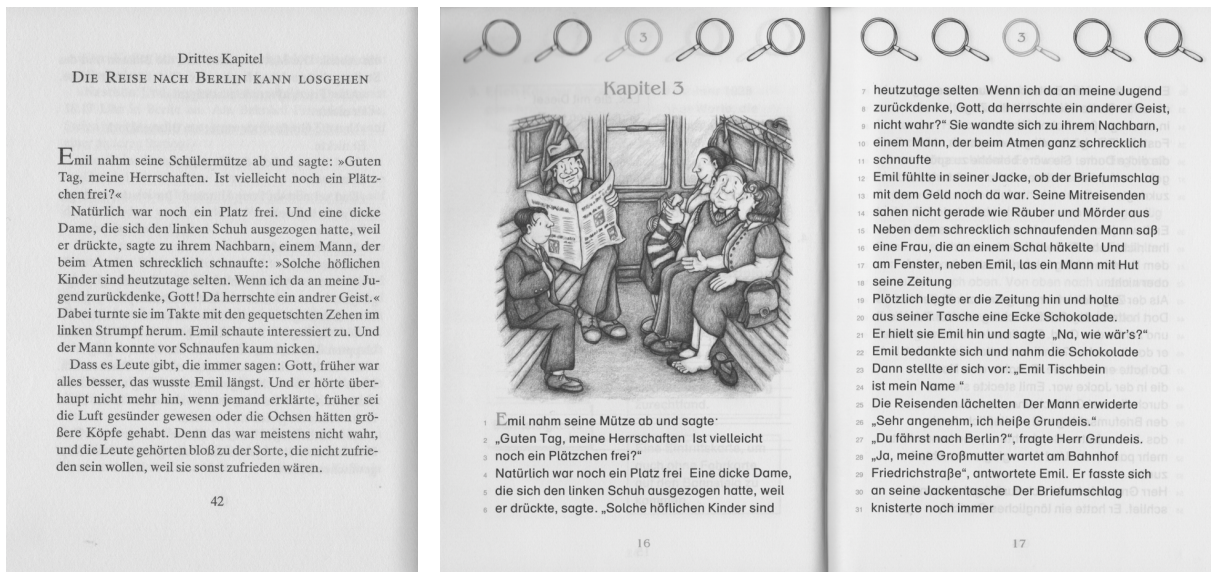 Drittes Kapitel
DIE REISE NACH BERLIN KANN LOSGEHEN
Emil nahm seine Schülermütze ab und sagte: »Guten
Tag, meine Herrschaften. Ist vielleicht noch ein Plätz-
chen frei?«
Natürlich war noch ein Platz frei. Und eine dicke
Dame, die sich den linken Schuh ausgezogen hatte, weil
er drückte, sagte zu ihrem Nachbarn, einem Mann, der
beim Atmen schrecklich schnaufte: »Solche höflichen
Kinder sind heutzutage selten. Wenn ich da an meine Ju-
gend zurückdenke, Gott! Da herrschte ein andrer Geist.«
Dabei turnte sie im Takte mit den gequetschten Zehen im
linken Strumpf herum. Emil schaute interessiert zu. Und
der Mann konnte vor Schnaufen kaum nicken.
Dass es Leute gibt, die immer sagen: Gott, früher war
alles besser, das wusste Emil längst. Und er hörte über-
haupt nicht mehr hin, wenn jemand erklärte, früher sei
die Luft gesünder gewesen oder die Ochsen hätten grö-
ßere Köpfe gehabt. Denn das war meistens nicht wahr,
und die Leute gehörten bloß zu der Sorte, die nicht zufrie-
den sein wollen, weil sie sonst zufrieden wären.
42
3
Kapitel 3
1 Emil nahm seine Mütze ab und sagte:
2 „Guten Tag, meine Herrschaften Ist vielleicht
3 noch ein Plätzchen frei?“
4 Natürlich war noch ein Platz frei Eine dicke Dame,
5 die sich den linken Schuh ausgezogen hatte, weil
6 er drückte, sagte. „Solche höflichen Kinder sind
16
3
7 heutzutage selten Wenn ich da an meine Jugend
8 zurückdenke, Gott, da herrschte ein anderer Geist,
9 nicht wahr?“ Sie wandte sich zu ihrem Nachbarn,
10 einem Mann, der beim Atmen ganz schrecklich
11 schnaufte
12 Emil fühlte in seiner Jacke, ob der Briefumschlag
13 mit dem Geld noch da war. Seine Mitreisenden
14 sahen nicht gerade wie Räuber und Mörder aus
15 Neben dem schrecklich schnaufenden Mann saß
16 eine Frau, die an einem Schal häkelte Und
17 am Fenster, neben Emil, las ein Mann mit Hut
18 seine Zeitung
19 Plötzlich legte er die Zeitung hin und holte
20 aus seiner Tasche eine Ecke Schokolade.
21 Er hielt sie Emil hin und sagte „Na, wie wär’s?“
22 Emil bedankte sich und nahm die Schokolade
23 Dann stellte er sich vor: „Emil Tischbein
24 ist mein Name “
25 Die Reisenden lächelten Der Mann erwiderte
26 „Sehr angenehm, ich heiße Grundeis.“
27 „Du fährst nach Berlin?“, fragte Herr Grundeis.
28 „Ja, meine Großmutter wartet am Bahnhof
29 Friedrichstraße“, antwortete Emil. Er fasste sich
30 an seine Jackentasche Der Briefumschlag
31 knisterte noch immer
17